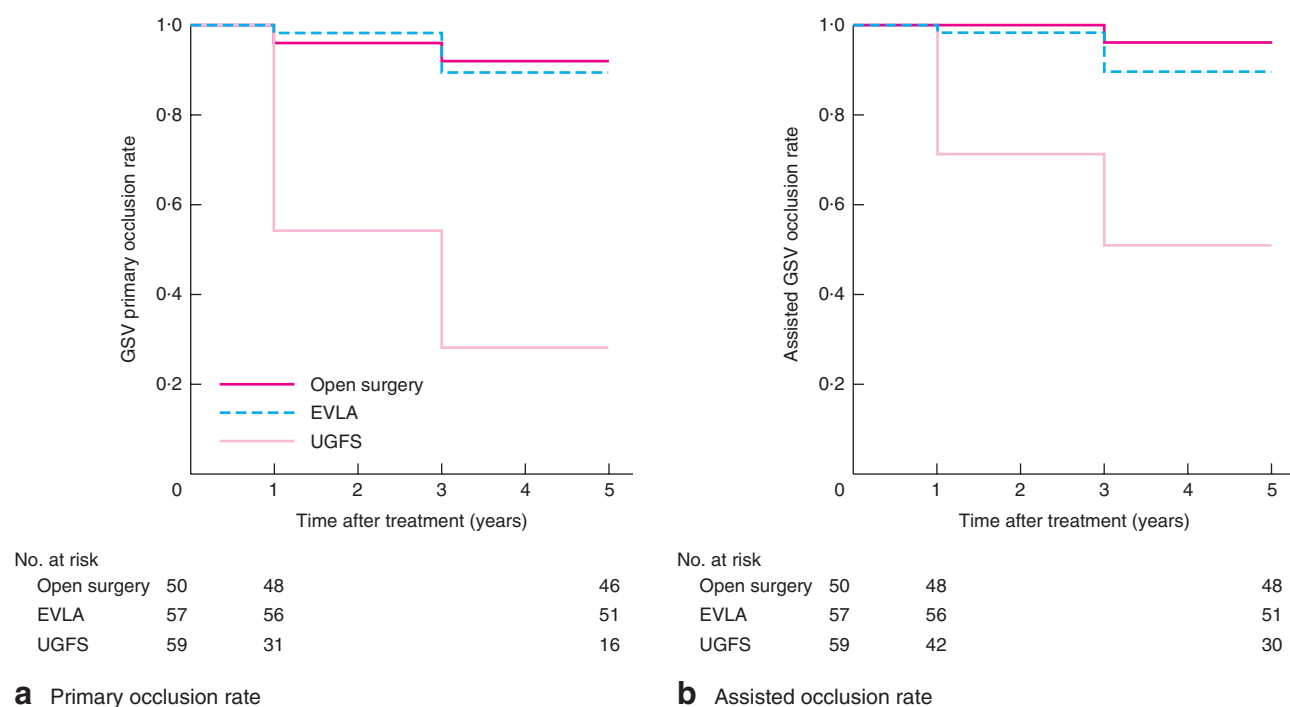 GSV primary occlusion rate
1·0
0·8
0·6
0·4
0·2
0
1
2
3
4
5
Time after treatment (years)
Open surgery
EVLA
UGFS
No. at risk
Open surgery 50 48 46
EVLA 57 56 51
UGFS 59 31 16
a Primary occlusion rate
Assisted GSV occlusion rate
1·0
0·8
0·6
0·4
0·2
0
1
2
3
4
5
Time after treatment (years)
No. at risk
Open surgery 50 48 48
EVLA 57 56 51
UGFS 59 42 30
b Assisted occlusion rate